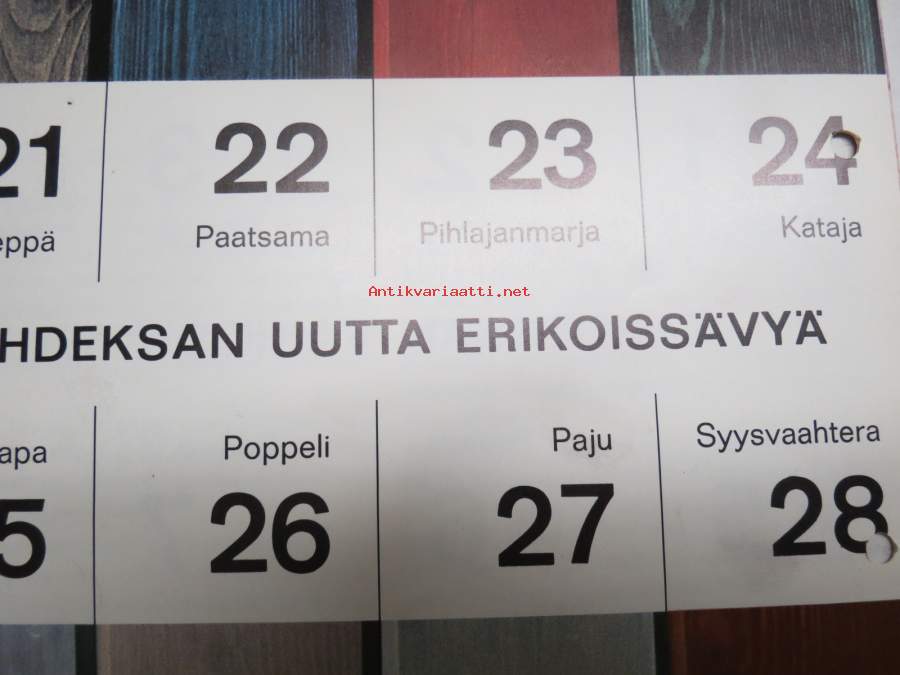 21 22 23 24
eppä Paatsama Pihlajanmarja Kataja
Antikvariaatti.net
HDEKSAN UUTTA ERIKOISSÄVYÄ
apa Poppeli Paju Syysvaahtera
5 26 27 28